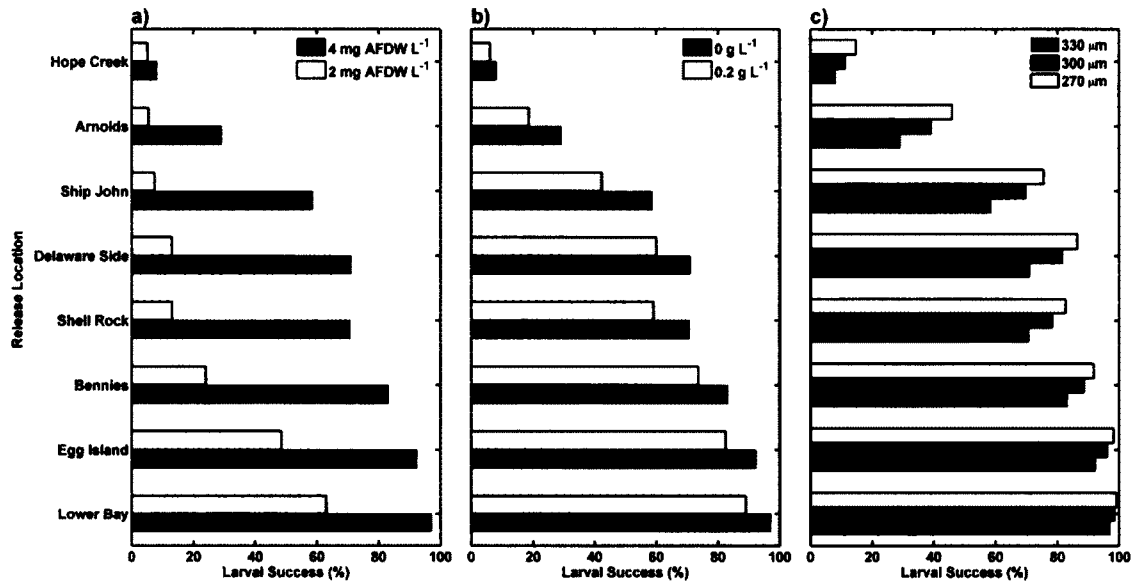 a)
b)
c)
Release Location
Hope Creek
Arnolds
Ship John
Delaware Side
Shell Rock
Bennies
Egg Island
Lower Bay
4 mg AFDW L⁻¹
2 mg AFDW L⁻¹
0 20 40 60 80 100
Larval Success (%)
0 g L⁻¹
0.2 g L⁻¹
0 20 40 60 80 100
Larval Success (%)
330 µm
300 µm
270 µm
0 20 40 60 80 100
Larval Success (%)